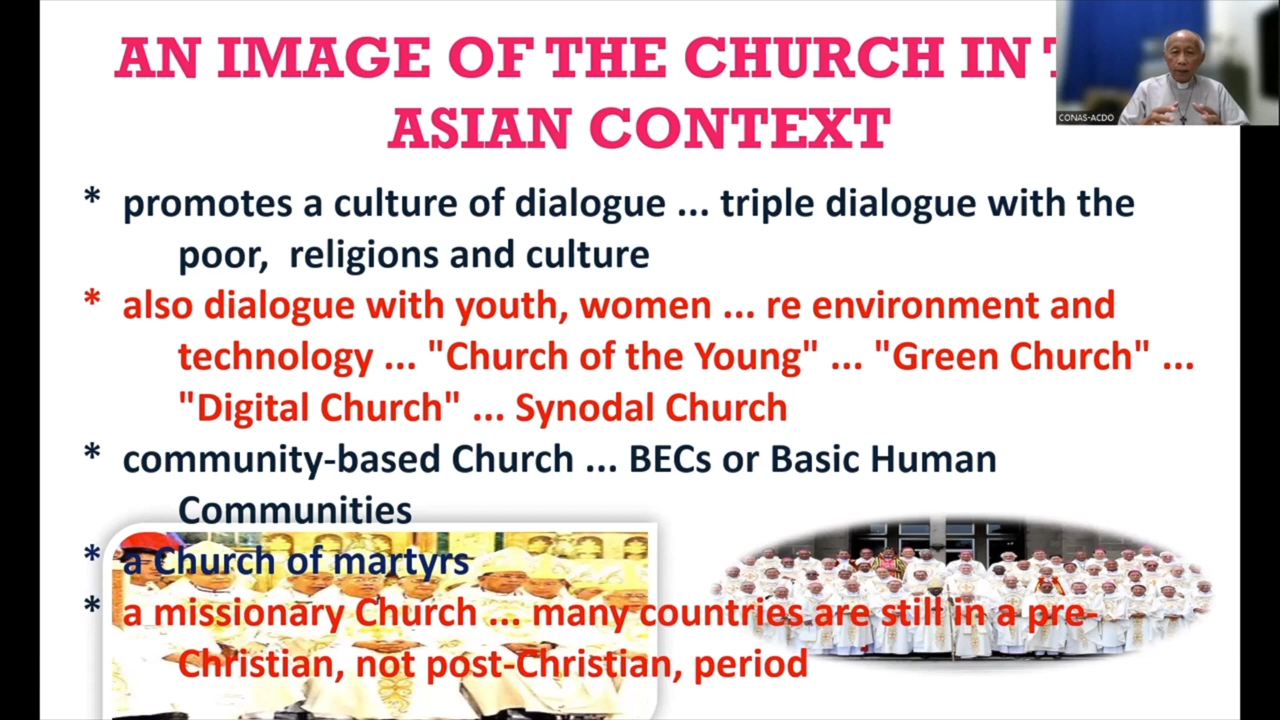 AN IMAGE OF THE CHURCH IN
ASIAN CONTEXT
CONAS-ACDO
* promotes a culture of dialogue ... triple dialogue with the
poor, religions and culture
* also dialogue with youth, women ... re environment and
technology ... "Church of the Young" ... "Green Church" ...
"Digital Church" ... Synodal Church
* community-based Church ... BECs or Basic Human
Communities
* a Church of martyrs
* a missionary Church ... many countries are still in a pre-
Christian, not post-Christian, period